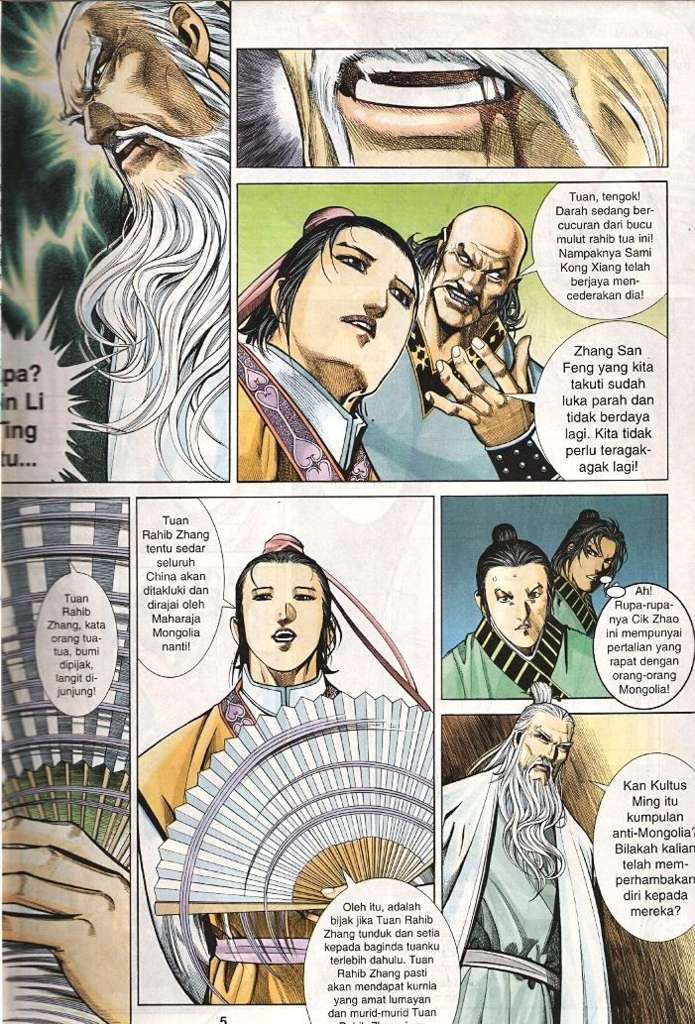 Tuan, tengok!
Darah sedang ber-
cucuran dari bucu
mulut rahib tua ini!
Nampaknya Sami
Kong Xiang telah
berjaya men-
cederakan dia!
Zhang San
Feng yang kita
takuti sudah
luka parah dan
tidak berdaya
lagi. Kita tidak
perlu teragak-
agak lagi!
Li
tu...
Tuan
Rahib
Zhang, kata
orang tua-
tua, bumi
dipijak,
langit di-
junjung!
Tuan
Rahib Zhang
tentu sedar
seluruh
China akan
ditakluki dan
dirajai oleh
Maharaja
Mongolia
nanti!
Oleh itu, adalah
bijak jika Tuan Rahib
Zhang tunduk dan setia
kepada baginda tuanku
terlebih dahulu. Tuan
Rahib Zhang pasti
akan mendapat kurnia
yang amat lumayan
dan murid-murid Tuan
Ah!
Rupa-rupa-
nya Cik Zhao
ini mempunyai
pertalian yang
rapat dengan
orang-orang
Mongolia!
Kan Kultus
Ming itu
kumpulan
anti-Mongolia?
Bilakah kalian
telah mem-
perhambakan
diri kepada
mereka?
5